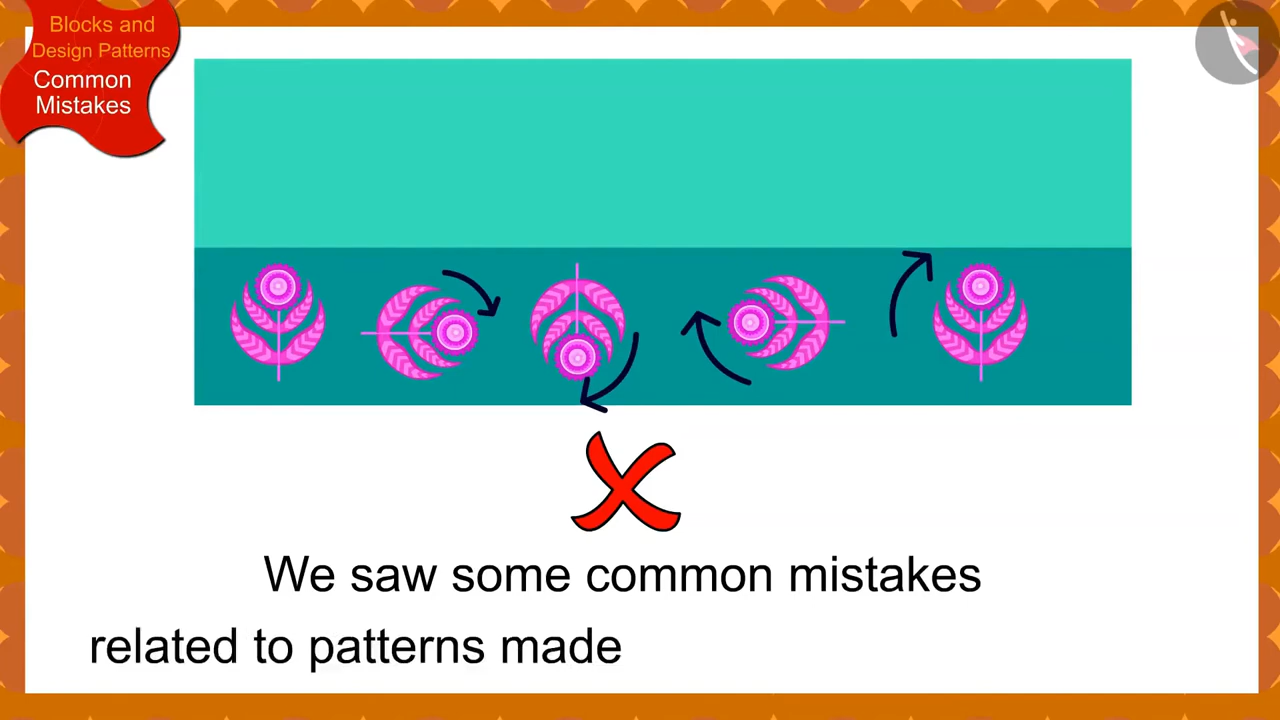 Blocks and
Design Patterns
Common
Mistakes
We saw some common mistakes
related to patterns made